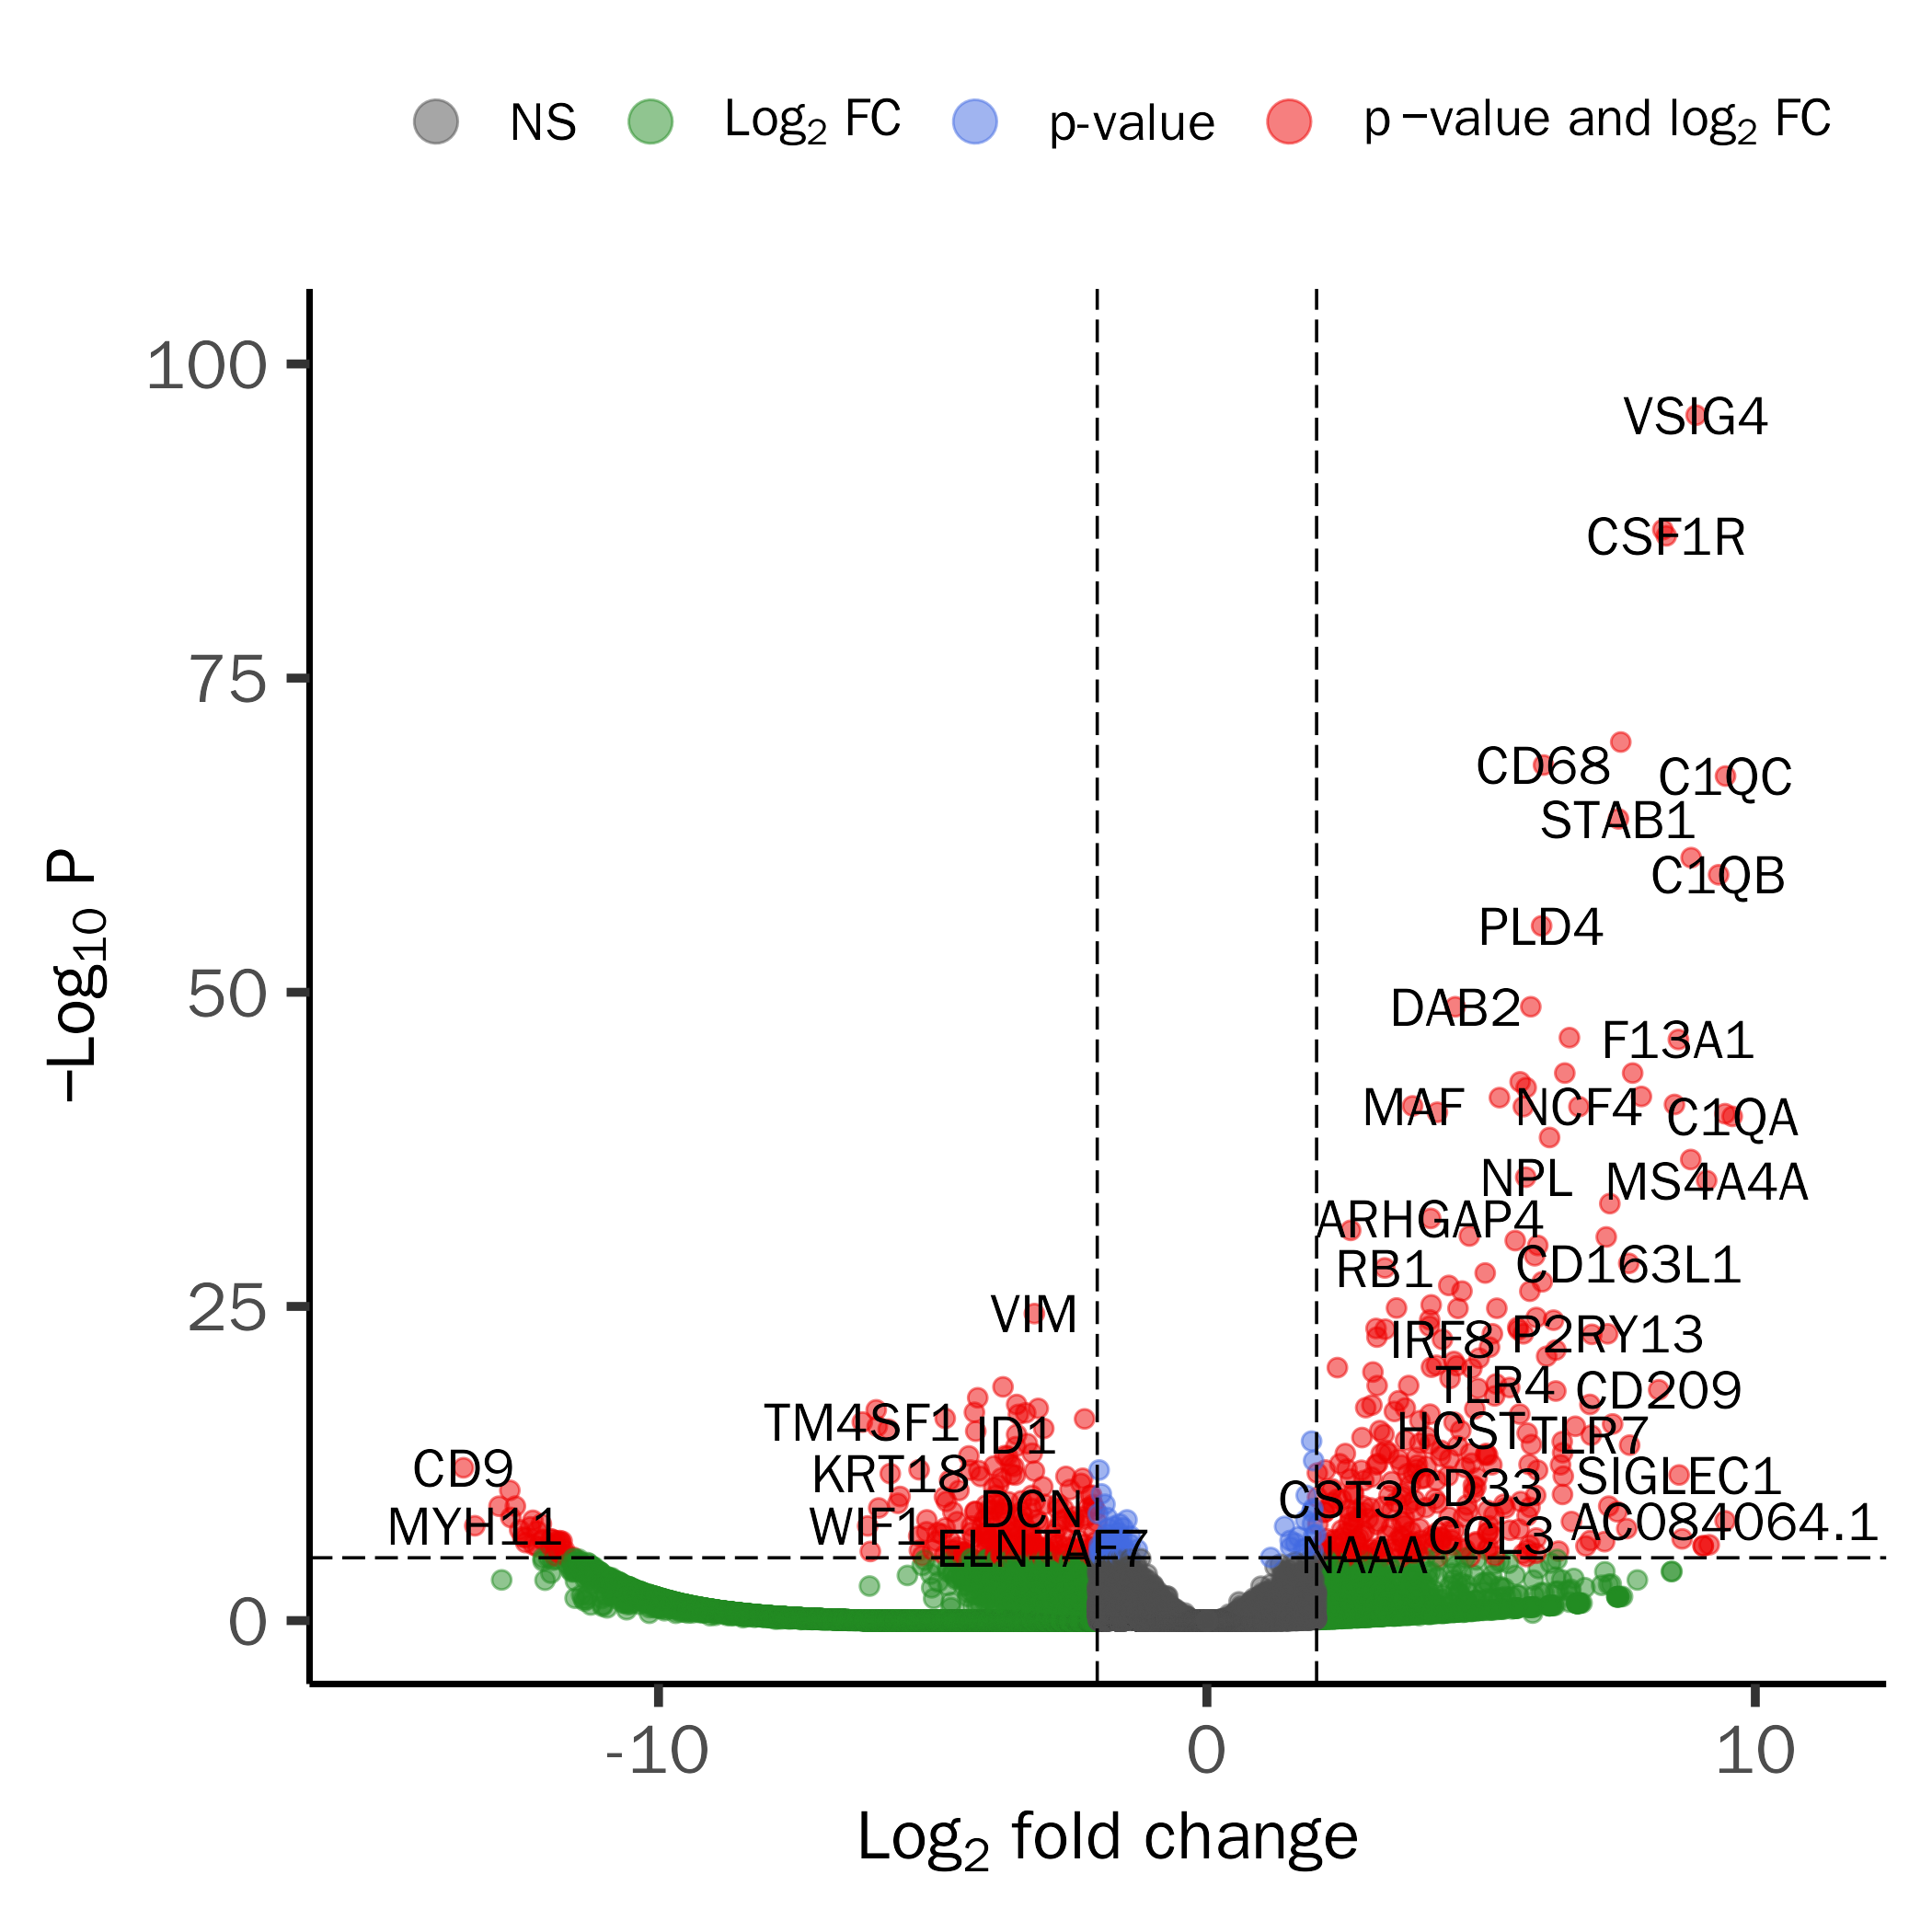 NS Log2 FC p-value p −value and log2 FC
100
VSIG4
CSF1R
75
CD68 C1QC
STAB1
C1QB
PLD4
50
DAB2
F13A1
MAF NCF4 C1QA
NPL MS4A4A
ARHGAP4
RB1 CD163L1
25
VIM
IRF8 P2RY13
TLR4 CD209
TM4SF1 ID1 HCST TLR7
CD9 KRT18 SIGLEC1
DCN CST3 CD33
MYH11 WIF1 AC084064.1
ELN TAF7 NAAA CCL3
0
−Log10 P
-10 0 10
Log2 fold change